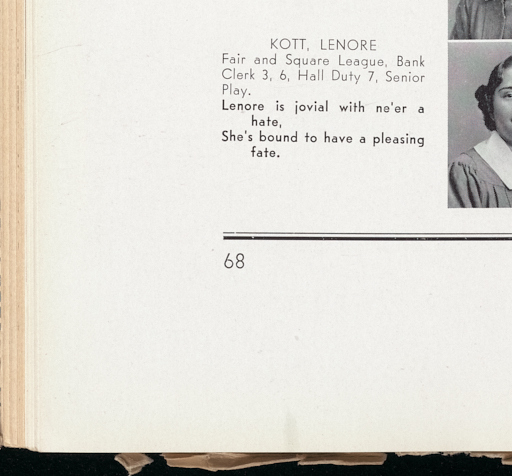 KOTT, LENORE
Fair and Square League, Bank
Clerk 3, 6, Hall Duty 7, Senior
Play.
Lenore is jovial with ne'er a
hate,
She's bound to have a pleasing
fate.
68